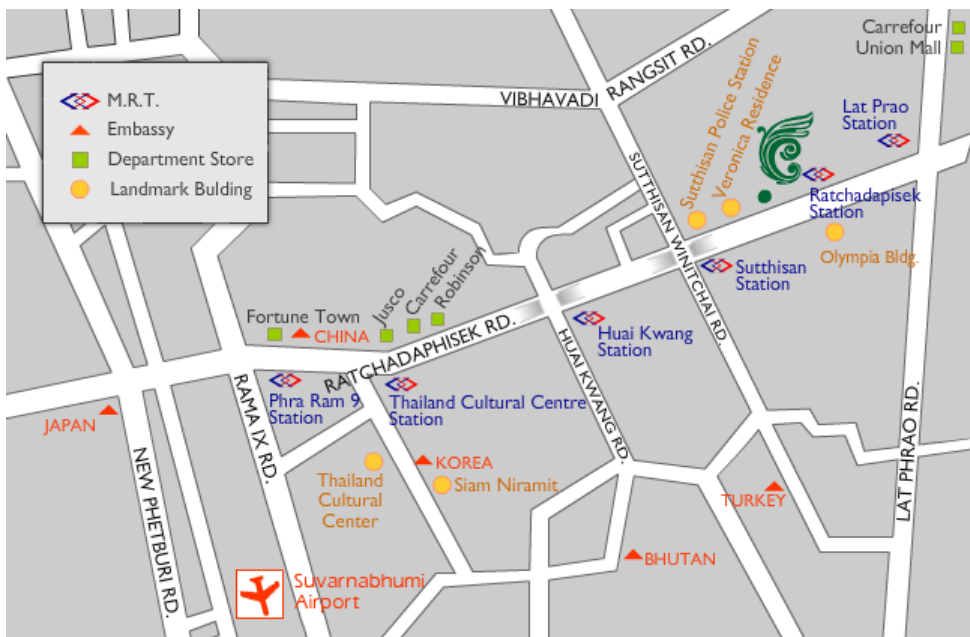 Carrefour
Union Mall
M.R.T.
Embassy
Department Store
Landmark Bulding
VIBHAVADI RANGSIT RD.
Sutthisan Police Station
Veronica Residence
Lat Prao
Station
SUTTHISAN WINITCHAI RD.
Ratchadapisek
Station
Olympia Bldg.
Sutthisan
Station
Fortune Town
CHINA
Jusco
Carrefour
Robinson
RATCHADAPHISEK RD.
Huai Kwang
Station
HUAI KWANG RD.
Phra Ram 9
Station
Thailand Cultural Centre
Station
RAMA IX RD.
JAPAN
NEW PHETBURI RD.
LAT PHRAO RD.
KOREA
Siam Niramit
Thailand
Cultural
Center
TURKEY
BHUTAN
Suvarnabhumi
Airport